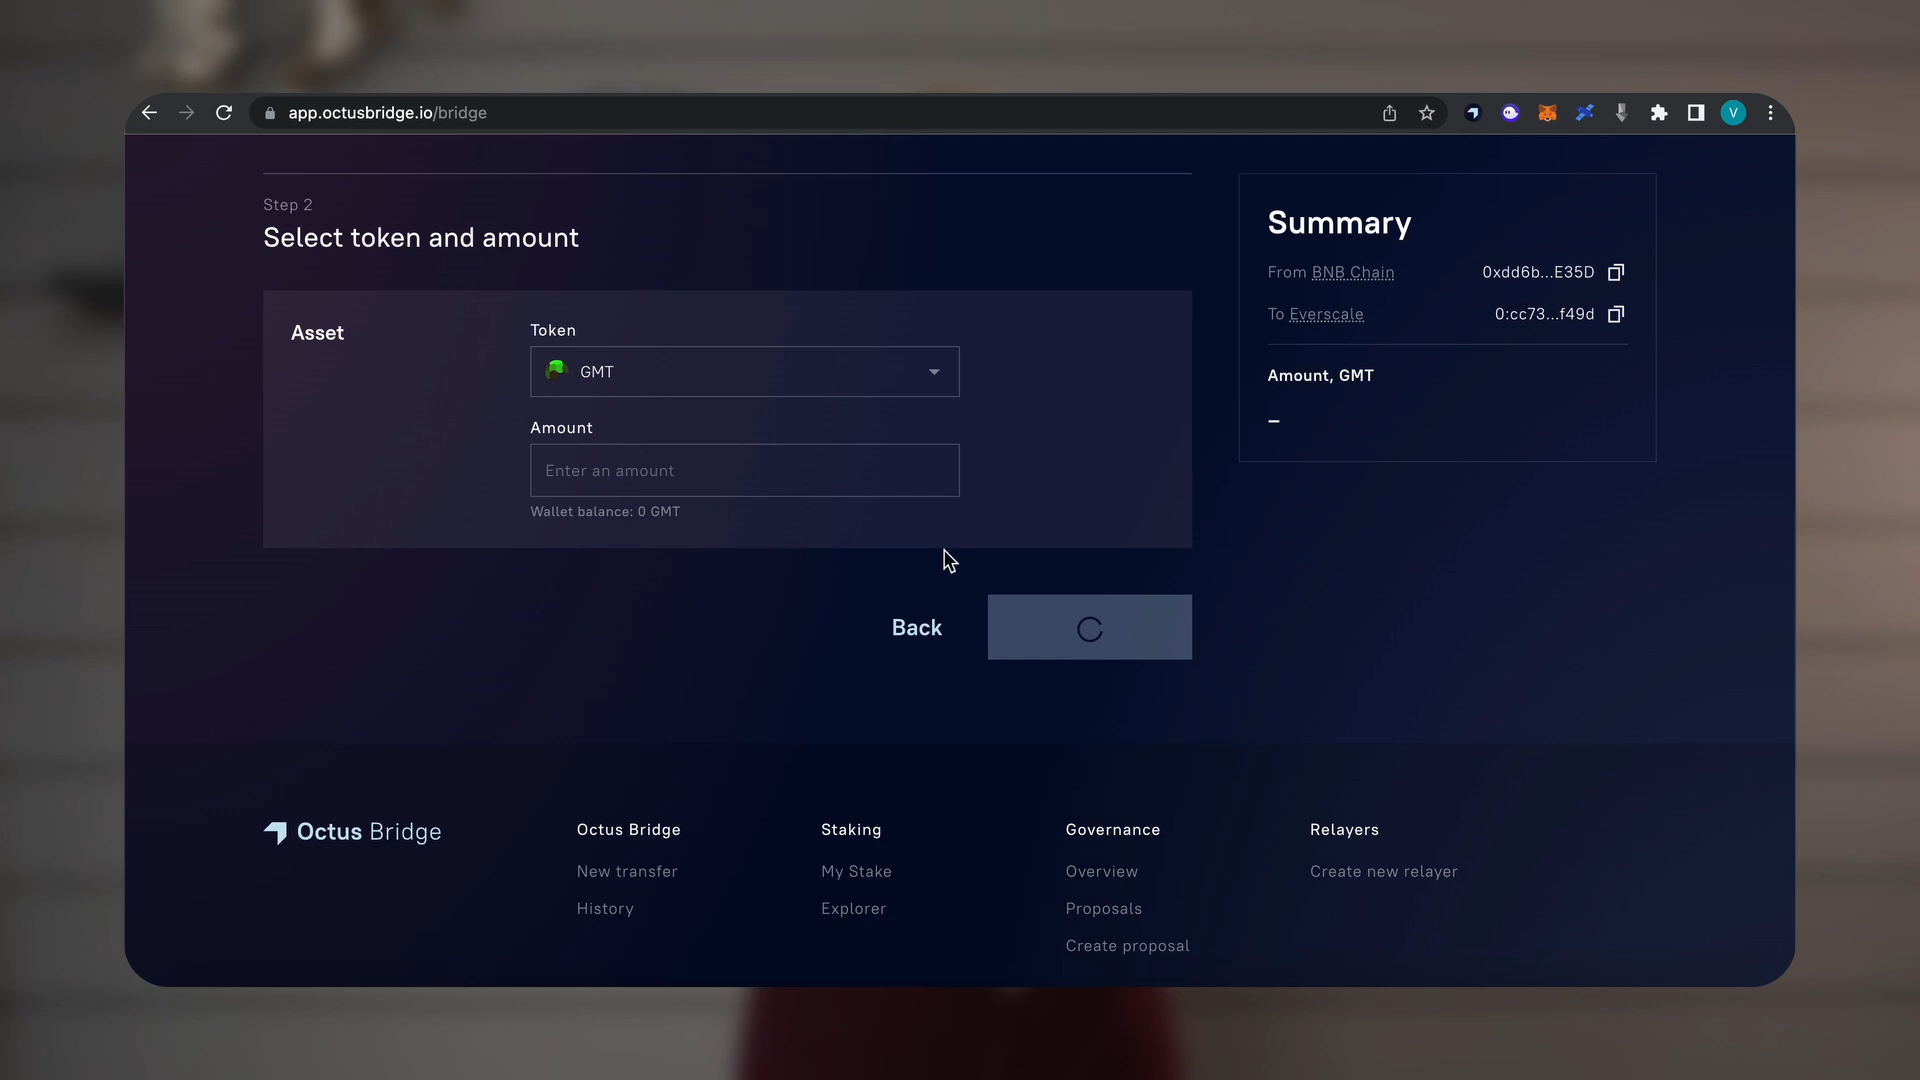 app.octusbridge.io/bridge
V
Step 2
Select token and amount
Asset
Token
GMT
Amount
Enter an amount
Wallet balance: 0 GMT
Back
Summary
From BNB Chain
0xdd6b...E35D
To Everscale
0:cc73...f49d
Amount, GMT
–
Octus Bridge
Octus Bridge
New transfer
History
Staking
My Stake
Explorer
Governance
Overview
Proposals
Create proposal
Relayers
Create new relayer